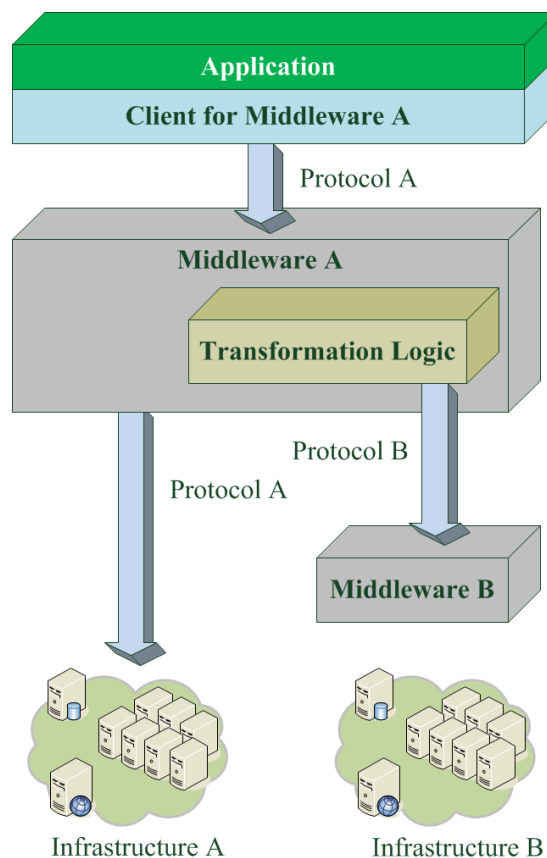 Application
Client for Middleware A
Protocol A
Middleware A
Transformation Logic
Protocol B
Protocol A
Middleware B
Infrastructure A
Infrastructure B